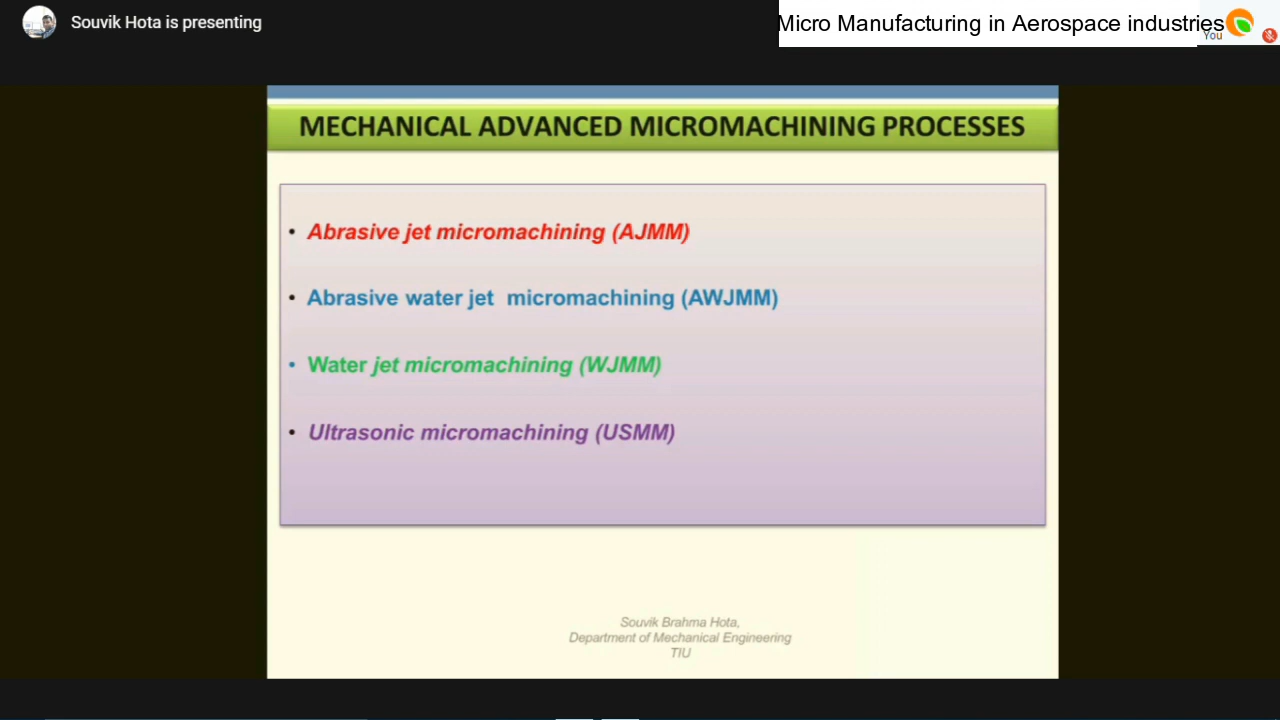 Souvik Hota is presenting
Micro Manufacturing in Aerospace industries
You
MECHANICAL ADVANCED MICROMACHINING PROCESSES
• Abrasive jet micromachining (AJMM)
• Abrasive water jet micromachining (AWJMM)
• Water jet micromachining (WJMM)
• Ultrasonic micromachining (USMM)
Souvik Brahma Hota,
Department of Mechanical Engineering
TIU